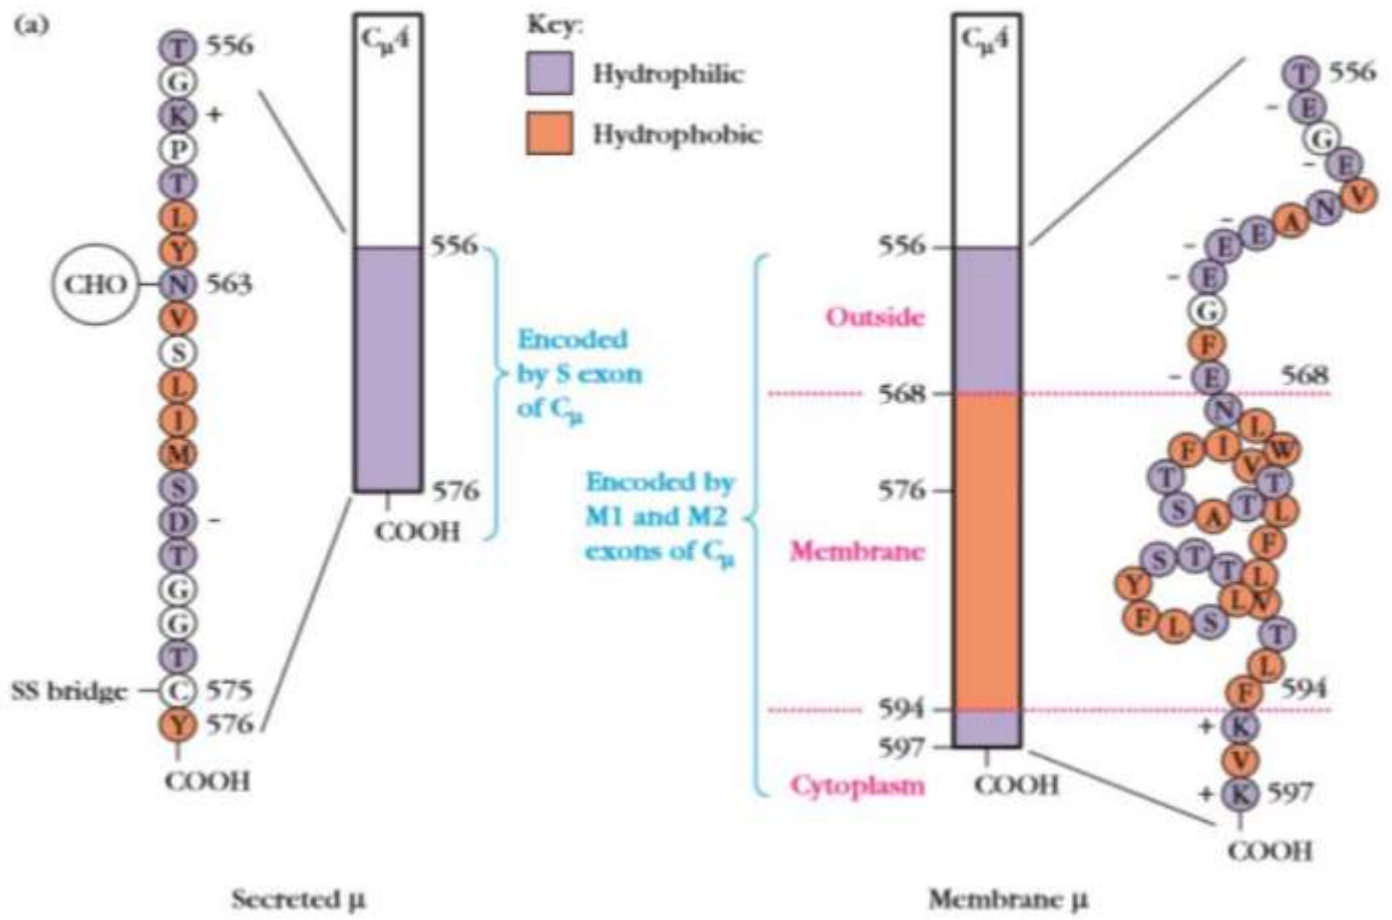 (a)
T 556
G
K +
P
T
L
Y
CHO N 563
V
S
L
I
M
S
D -
T
G
G
T
SS bridge C 575
Y 576
COOH
Cμ4
556
Encoded
by S exon
of Cμ
576
COOH
Secreted μ
Key:
Hydrophilic
Hydrophobic
Cμ4
556
Outside
568
576
Encoded by
M1 and M2
exons of Cμ
Membrane
594
597
Cytoplasm
COOH
T 556
- E
G
- E
V
N
A
E
-
- E
- E
G
F
- E
568
N
L
W
V
I
F
T
S
A
T
T
L
F
L
T
T
S
Y
F
L
S
L
V
T
L
F
594
+ K
V
+ K 597
COOH
Membrane μ